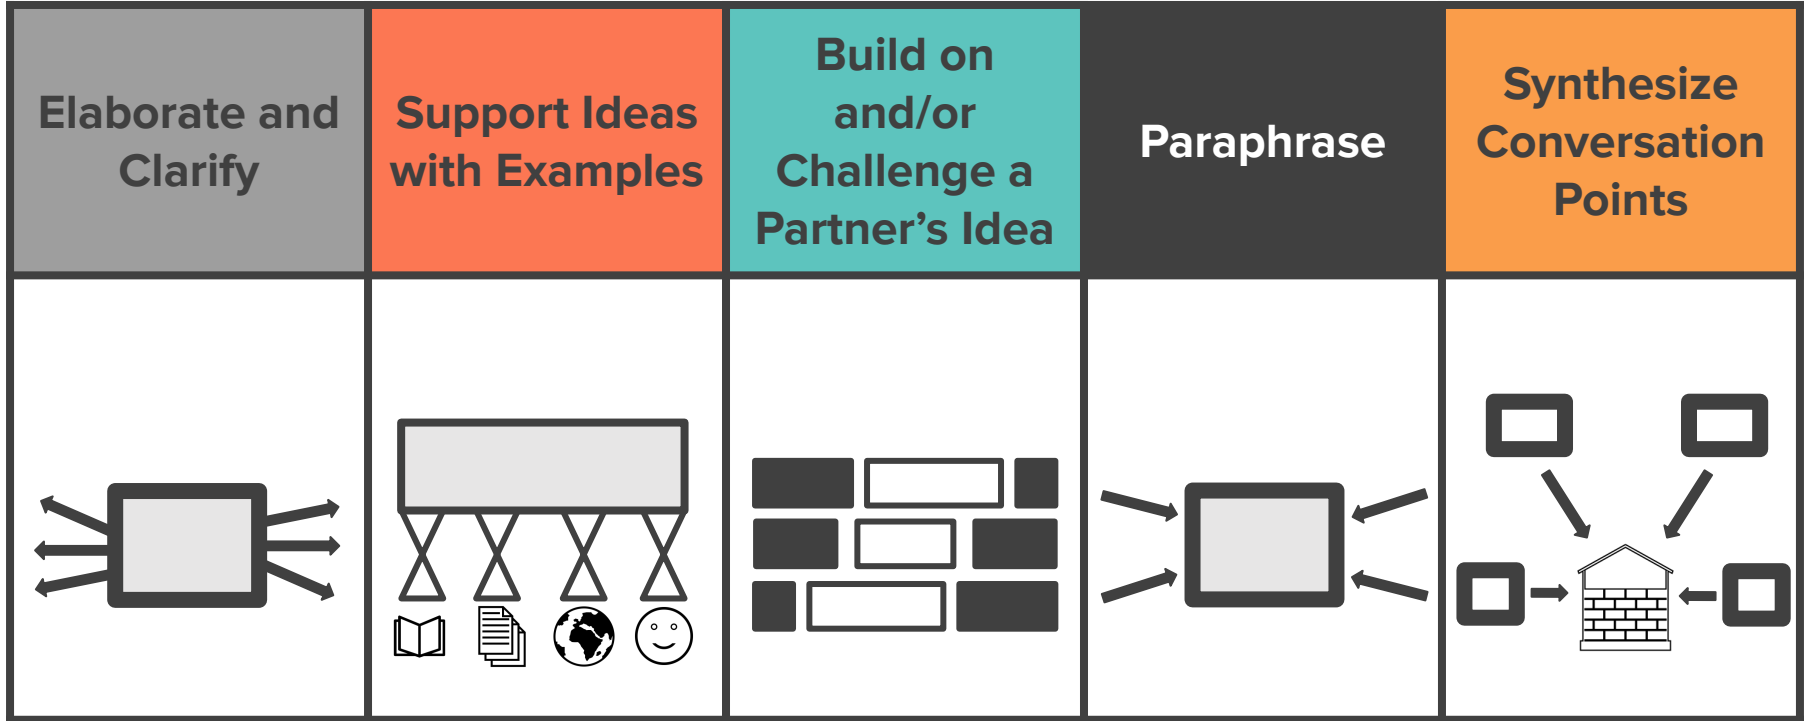 Elaborate and
Clarify
Support Ideas
with Examples
Build on
and/or
Challenge a
Partner’s Idea
Paraphrase
Synthesize
Conversation
Points